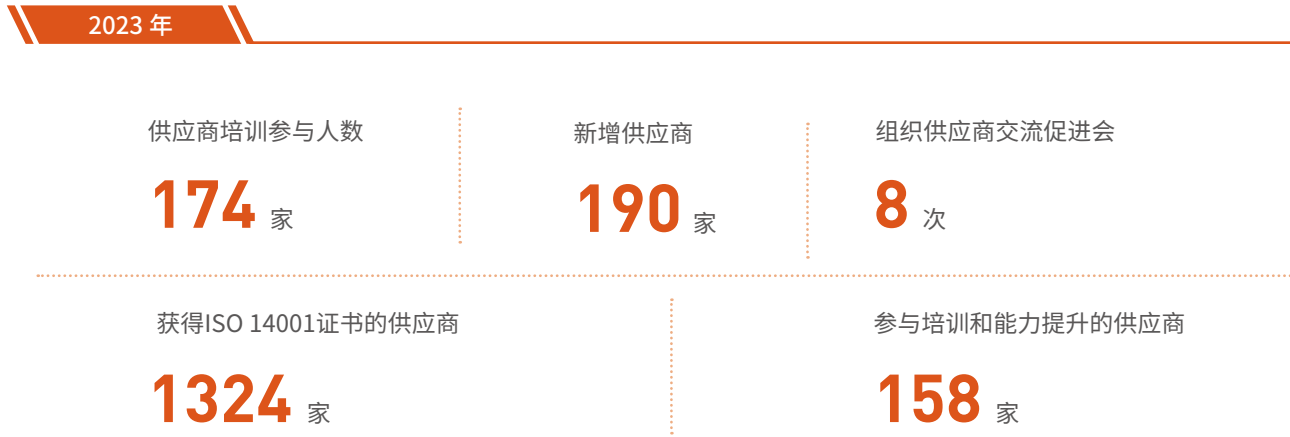 2023 年
供应商培训参与人数
174 家
新增供应商
190 家
组织供应商交流促进会
8 次
获得ISO 14001证书的供应商
1324 家
参与培训和能力提升的供应商
158 家